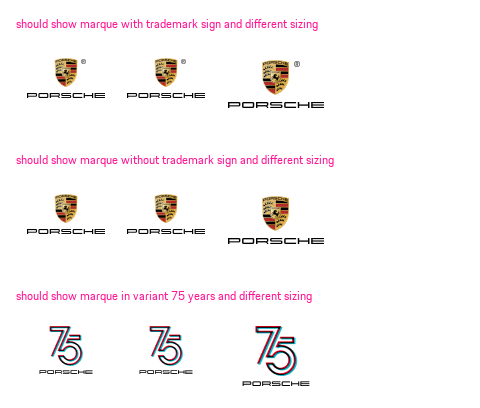 should show marque with trademark sign and different sizing
® ® ®
PORSCHE PORSCHE PORSCHE
should show marque without trademark sign and different sizing
PORSCHE PORSCHE PORSCHE
should show marque in variant 75 years and different sizing
75 75 75
PORSCHE PORSCHE PORSCHE